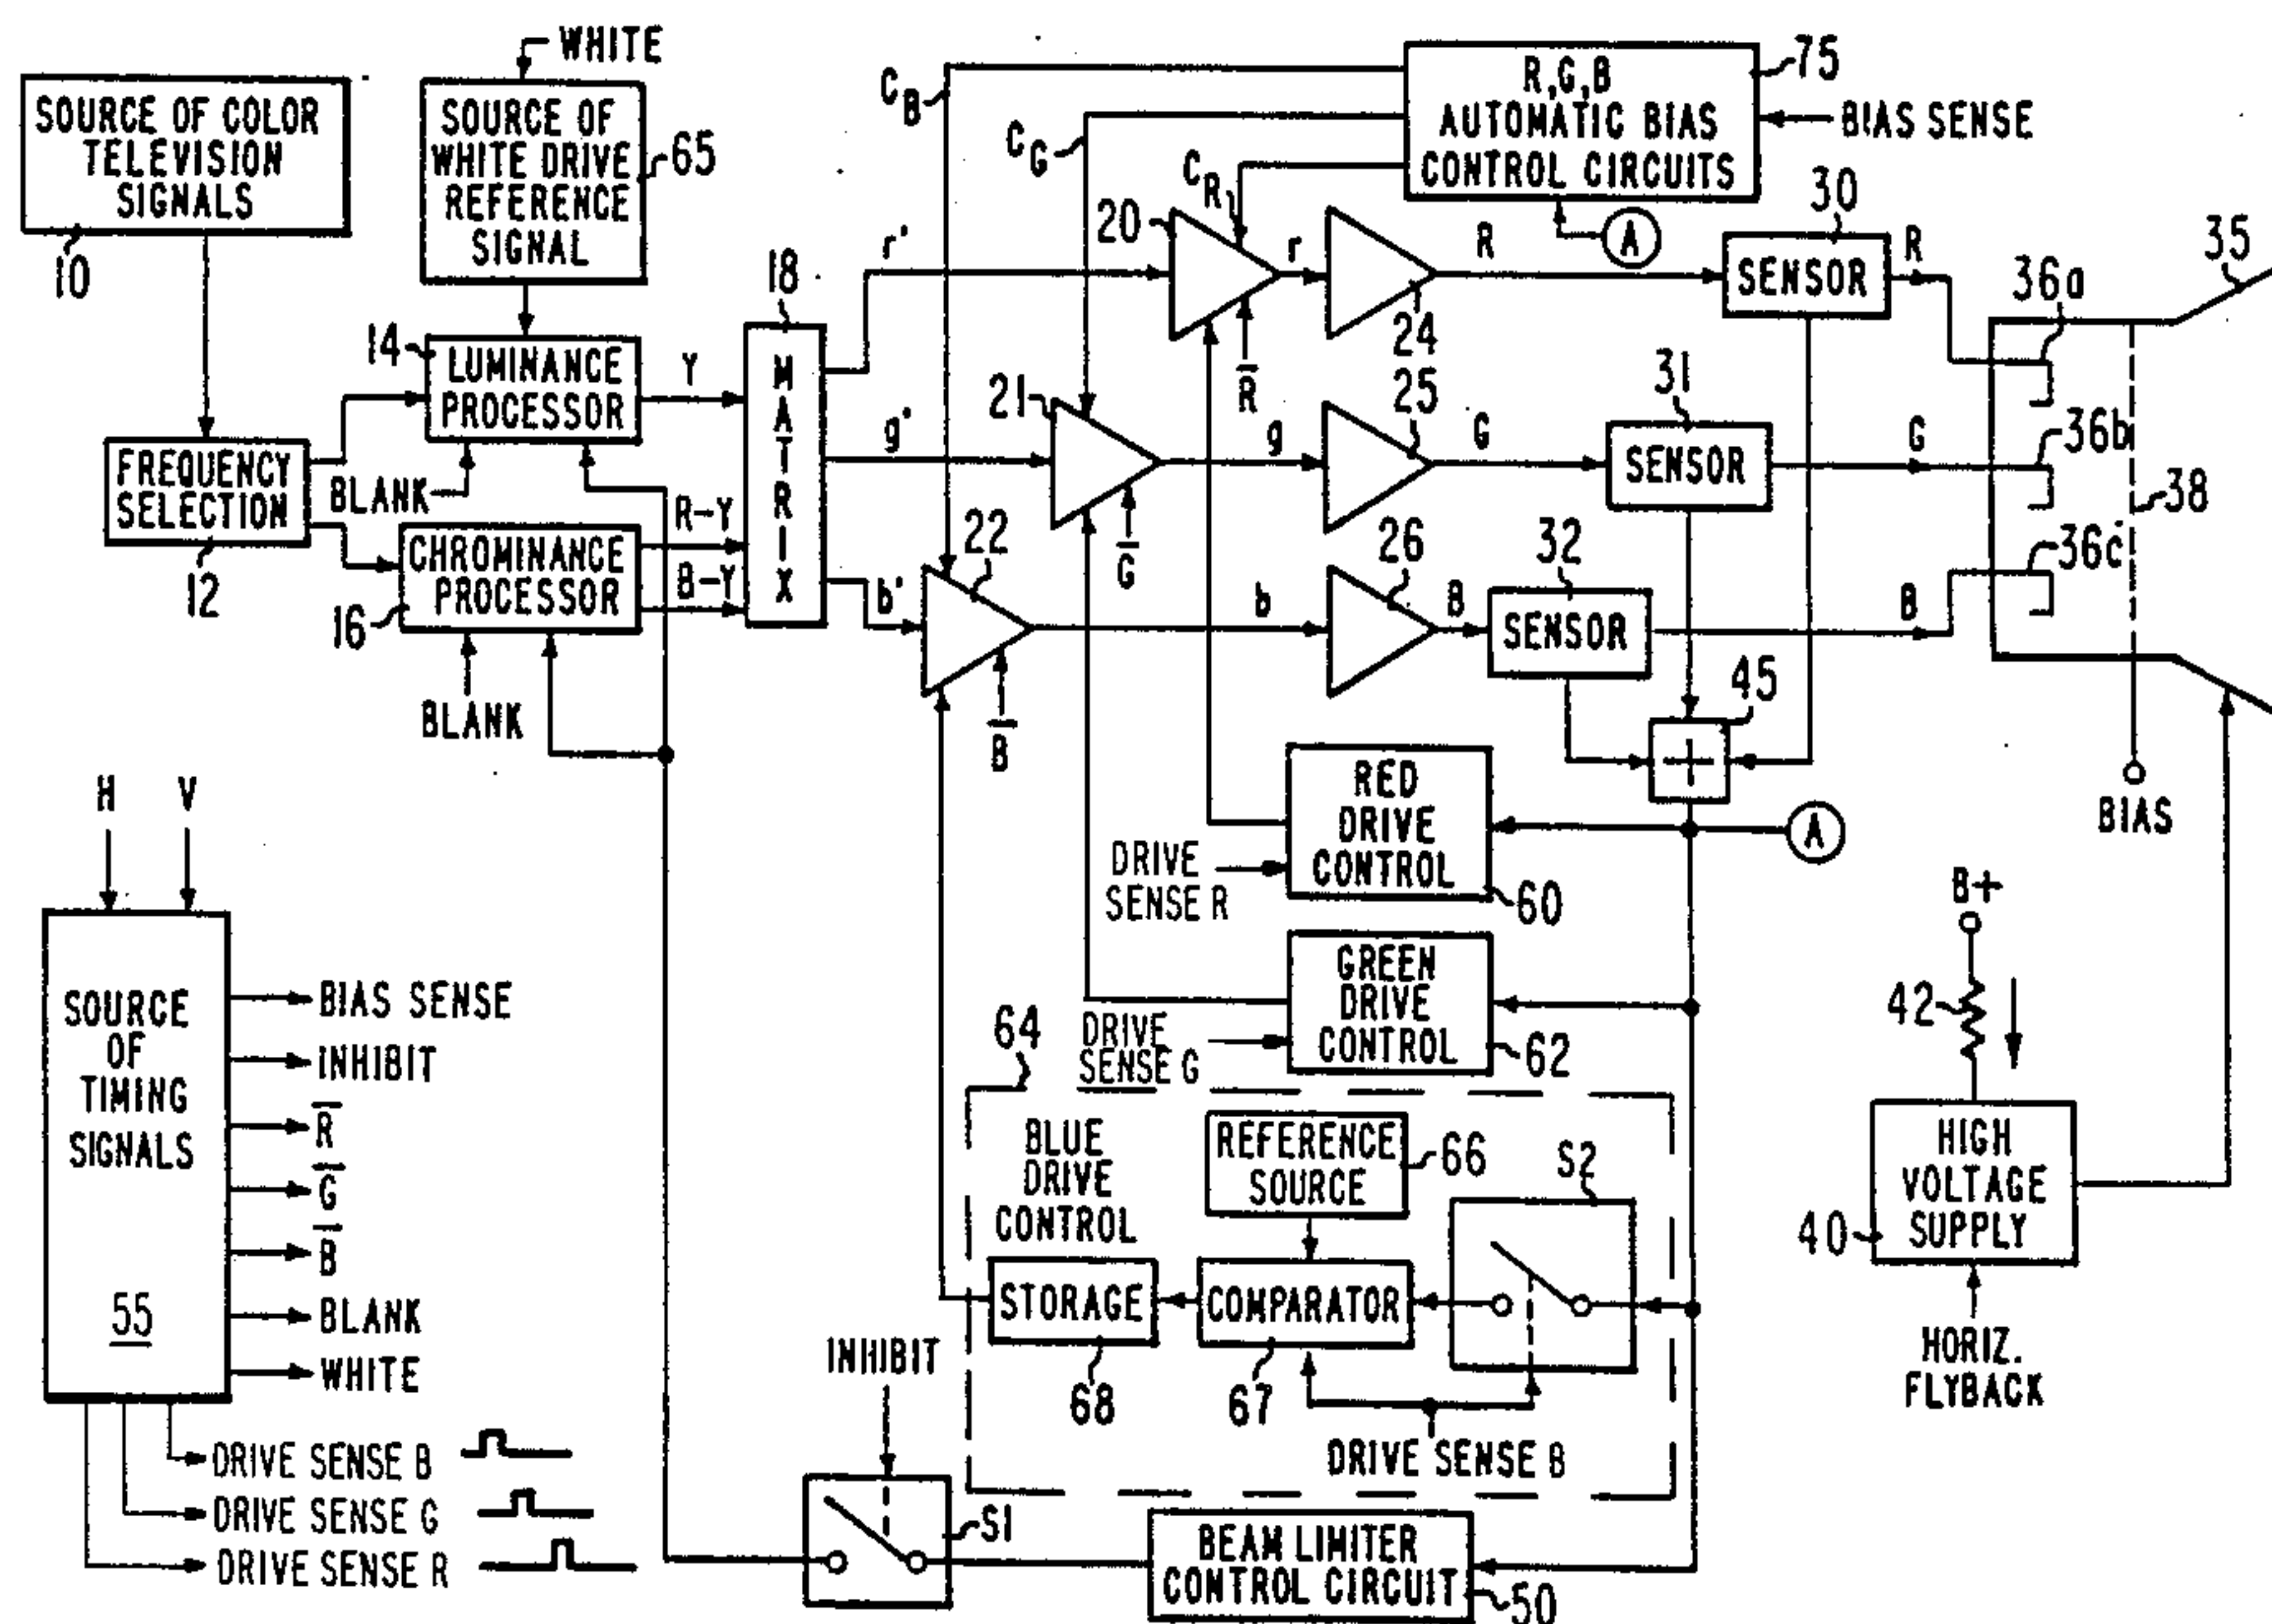 WHITE
SOURCE OF COLOR
TELEVISION
SIGNALS
10
SOURCE OF
WHITE DRIVE
REFERENCE
SIGNAL
65
C_B
C_G
C_R
R,G,B
AUTOMATIC BIAS
CONTROL CIRCUITS
75
BIAS SENSE
A
FREQUENCY
SELECTION
12
14
LUMINANCE
PROCESSOR
BLANK
Y
CHROMINANCE
PROCESSOR
16
BLANK
R-Y
B-Y
18
MATRIX
r'
g'
b'
20
R̅
r
24
R
30
SENSOR
R
21
G̅
g
25
G
31
SENSOR
G
22
B̅
b
26
B
32
SENSOR
B
35
36a
36b
36c
38
BIAS
45
+
A
RED
DRIVE
CONTROL
60
DRIVE
SENSE R
GREEN
DRIVE
CONTROL
62
DRIVE
SENSE G
64
BLUE
DRIVE
CONTROL
REFERENCE
SOURCE
66
S2
STORAGE
68
COMPARATOR
67
DRIVE SENSE B
B+
42
HIGH
VOLTAGE
SUPPLY
40
HORIZ.
FLYBACK
INHIBIT
S1
BEAM LIMITER
CONTROL CIRCUIT
50
H V
SOURCE
OF
TIMING
SIGNALS
55
BIAS SENSE
INHIBIT
R̅
G̅
B̅
BLANK
WHITE
DRIVE SENSE B
DRIVE SENSE G
DRIVE SENSE R